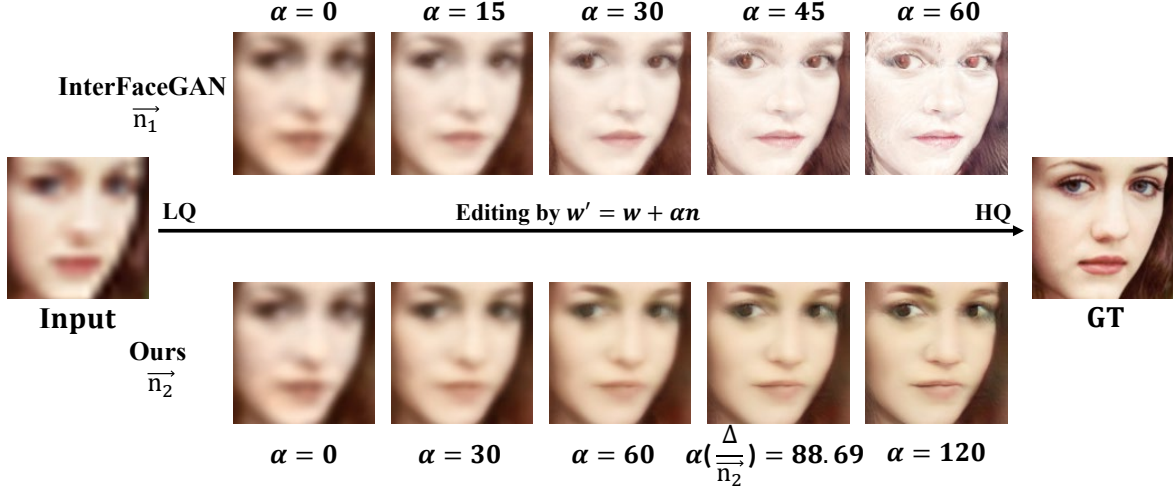 α = 0 α = 15 α = 30 α = 45 α = 60
InterFaceGAN
n₁
LQ Editing by w′ = w + αn HQ
Input
GT
Ours
n₂
α = 0 α = 30 α = 60 α(Δ/n₂) = 88.69 α = 120